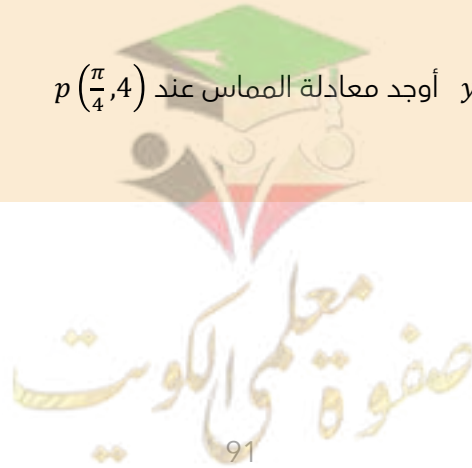 y أوجد معادلة المماس عند p (π/4 ,4)
صفوة معلمي الكويت
91